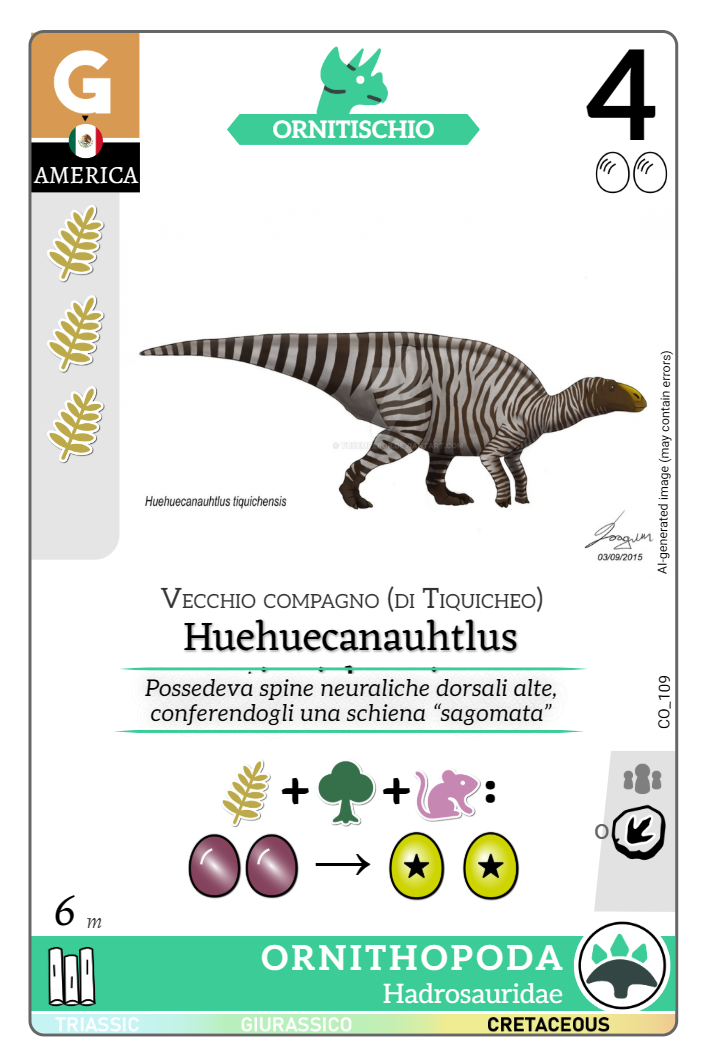 G
AMERICA
ORNITISCHIO
4
Huehuecanauhtlus tiquichensis
03/09/2015
AI-generated image (may contain errors)
Vecchio compagno (di Tiquicheo)
Huehuecanauhtlus
Possedeva spine neuraliche dorsali alte,
conferendogli una schiena “sagomata”
CO_109
+ + :
o
6 m
ORNITHOPODA
Hadrosauridae
TRIASSIC GIURASSICO CRETACEOUS